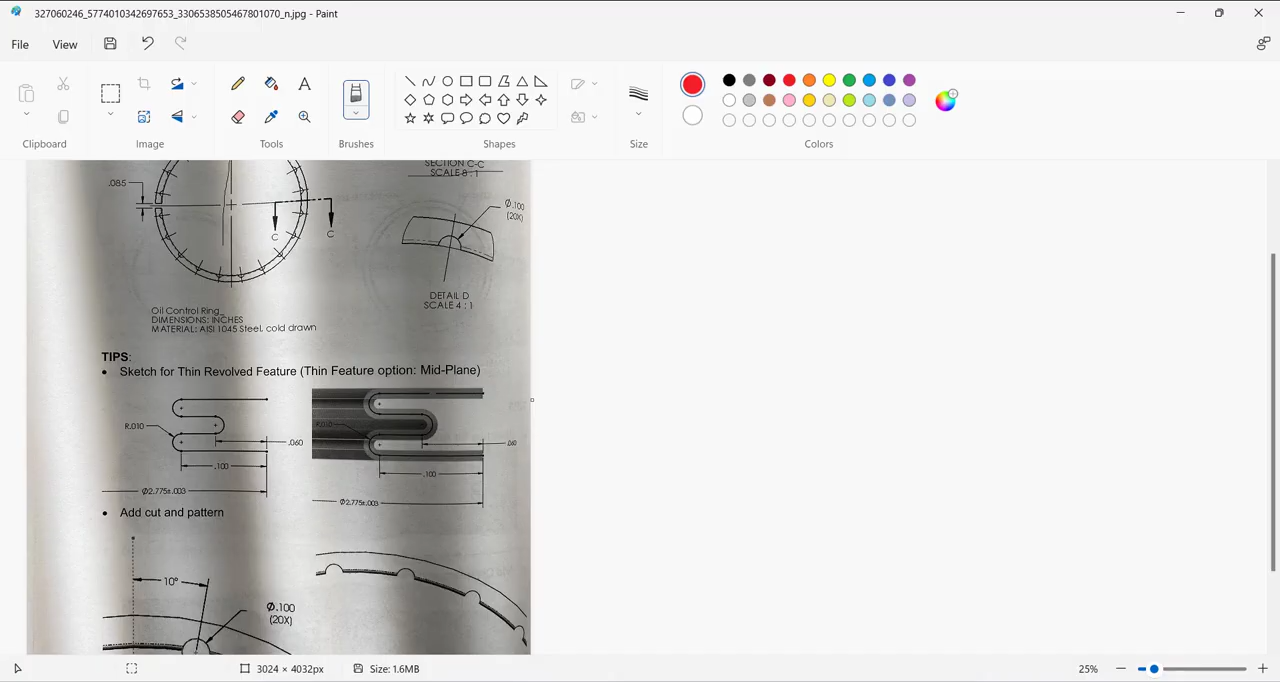 327060246_5774010342697653_3306538505467801070_n.jpg - Paint
File
View
Clipboard
Image
Tools
Brushes
Shapes
Size
Colors
SECTION C-C
SCALE 8 : 1
.085
C
C
Ø.100
(20X)
DETAIL D
SCALE 4 : 1
Oil Control Ring_
DIMENSIONS: INCHES
MATERIAL: AISI 1045 Steel, cold drawn
TIPS:
• Sketch for Thin Revolved Feature (Thin Feature option: Mid-Plane)
R.010
.060
.100
Ø2.775±.003
.060
.100
Ø2.775±.003
• Add cut and pattern
10°
Ø.100
(20X)
3024 × 4032px
Size: 1.6MB
25%